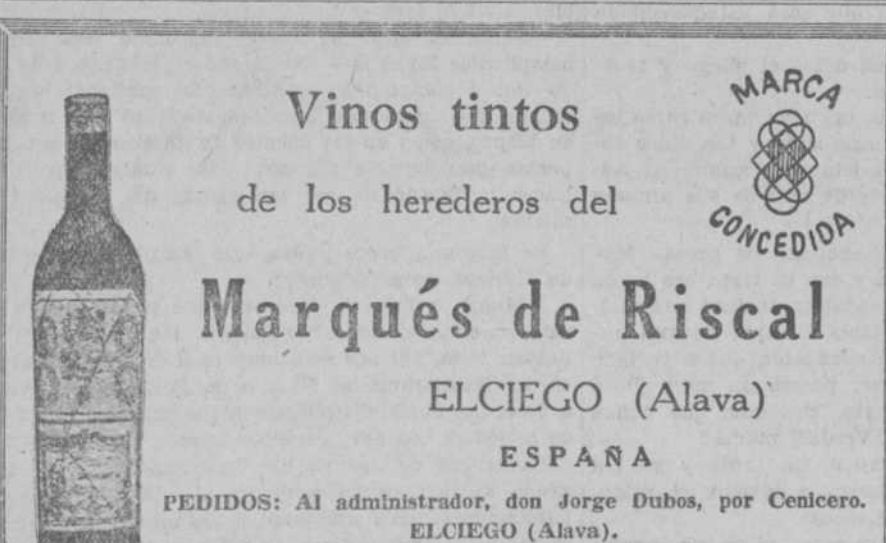 Vinos tintos
de los herederos del
Marqués de Riscal
ELCIEGO (Alava)
ESPAÑA
PEDIDOS: Al administrador, don Jorge Dubos, por Cenicero.
ELCIEGO (Alava).
MARCA
CONCEDIDA